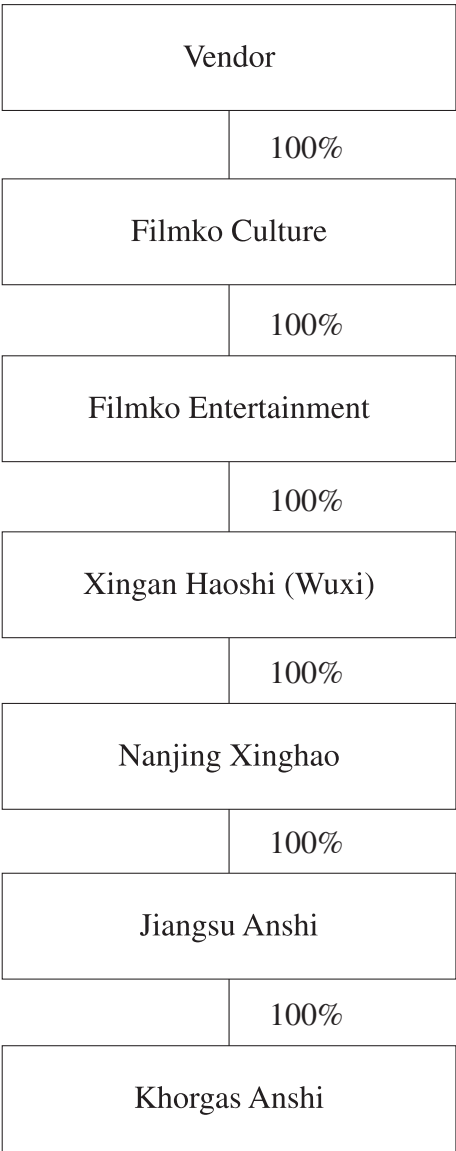 Vendor
100%
Filmko Culture
100%
Filmko Entertainment
100%
Xingan Haoshi (Wuxi)
100%
Nanjing Xinghao
100%
Jiangsu Anshi
100%
Khorgas Anshi